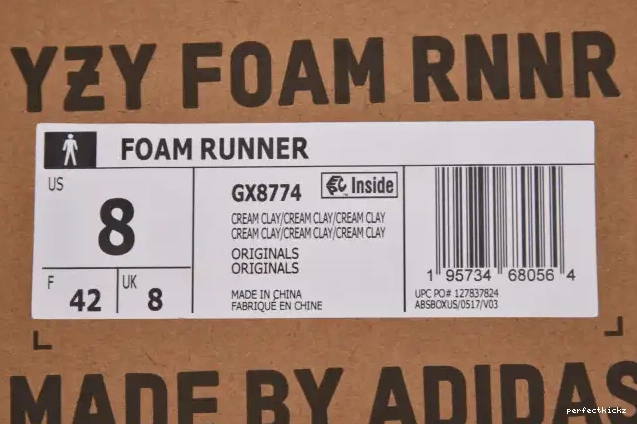 YZY FOAM RNNR
FOAM RUNNER
US
8
F
42
UK
8
GX8774
Inside
CREAM CLAY/CREAM CLAY/CREAM CLAY
CREAM CLAY/CREAM CLAY/CREAM CLAY
ORIGINALS
ORIGINALS
MADE IN CHINA
FABRIQUÉ EN CHINE
1 95734 68056 4
UPC PO# 127837824
ABSBOXUS/0517/V03
MADE BY ADIDAS
perfectkickz